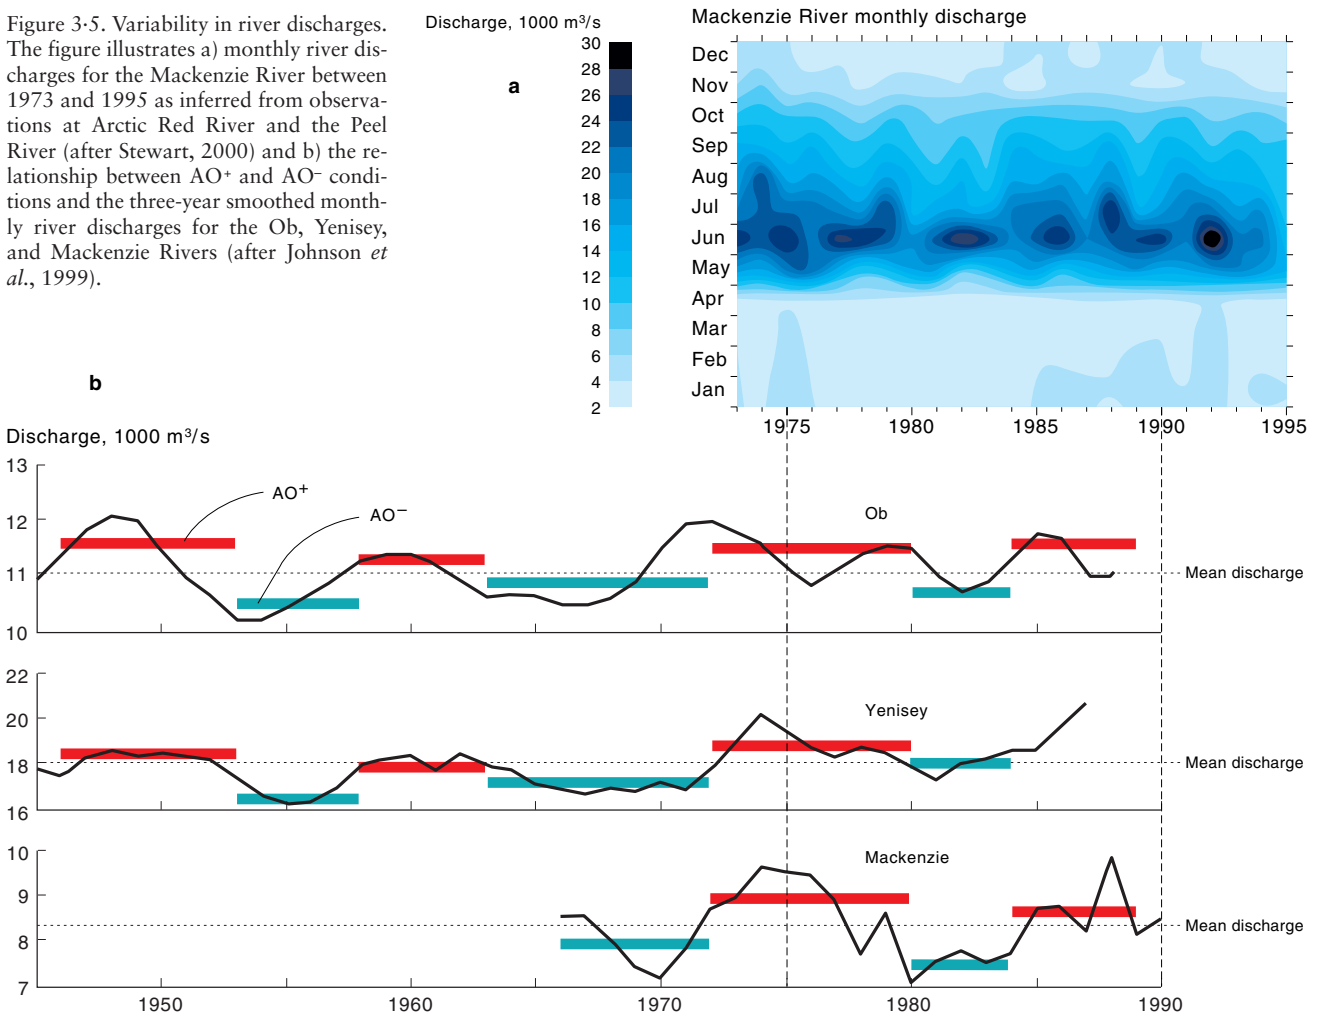 Figure 3·5. Variability in river discharges.
The figure illustrates a) monthly river dis-
charges for the Mackenzie River between
1973 and 1995 as inferred from observa-
tions at Arctic Red River and the Peel
River (after Stewart, 2000) and b) the re-
lationship between AO⁺ and AO⁻ condi-
tions and the three-year smoothed month-
ly river discharges for the Ob, Yenisey,
and Mackenzie Rivers (after Johnson et
al., 1999).
Discharge, 1000 m³/s
a
30
28
26
24
22
20
18
16
14
12
10
8
6
4
2
Mackenzie River monthly discharge
Dec
Nov
Oct
Sep
Aug
Jul
Jun
May
Apr
Mar
Feb
Jan
1975 1980 1985 1990 1995
b
Discharge, 1000 m³/s
13
12
11
10
AO⁺
AO⁻
Ob
Mean discharge
22
20
18
16
Yenisey
Mean discharge
10
9
8
7
Mackenzie
Mean discharge
1950 1960 1970 1980 1990